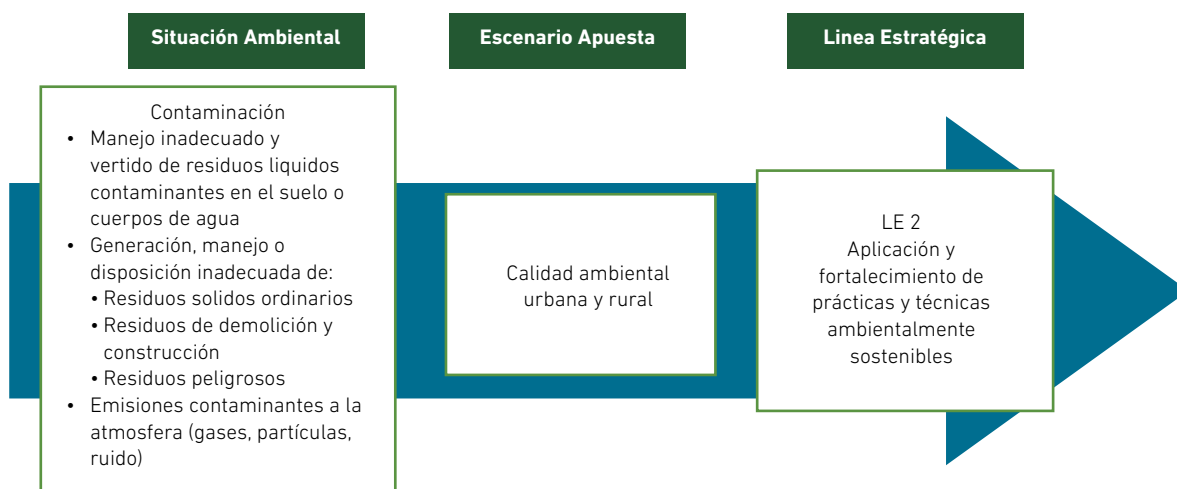 Situación Ambiental
Escenario Apuesta
Linea Estratégica
Contaminación
• Manejo inadecuado y
vertido de residuos liquidos
contaminantes en el suelo o
cuerpos de agua
• Generación, manejo o
disposición inadecuada de:
• Residuos solidos ordinarios
• Residuos de demolición y
construcción
• Residuos peligrosos
• Emisiones contaminantes a la
atmosfera (gases, partículas,
ruido)
Calidad ambiental
urbana y rural
LE 2
Aplicación y
fortalecimiento de
prácticas y técnicas
ambientalmente
sostenibles